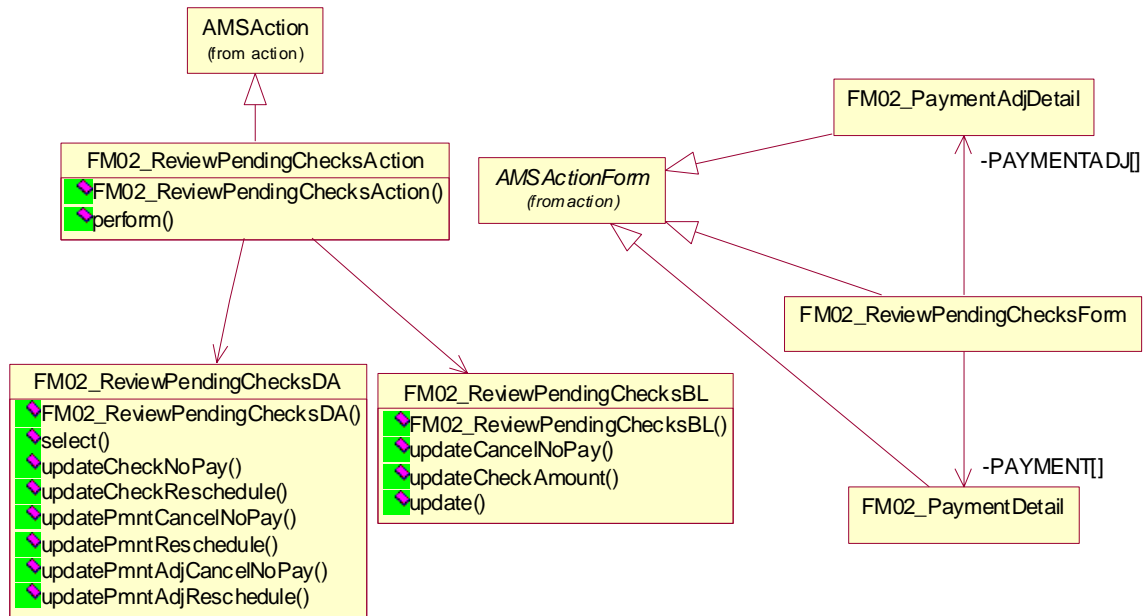 AMSAction
(from action)
FM02_ReviewPendingChecksAction
FM02_ReviewPendingChecksAction()
perform()
FM02_ReviewPendingChecksDA
FM02_ReviewPendingChecksDA()
select()
updateCheckNoPay()
updateCheckReschedule()
updatePmntCancelNoPay()
updatePmntReschedule()
updatePmntAdjCancelNoPay()
updatePmntAdjReschedule()
FM02_ReviewPendingChecksBL
FM02_ReviewPendingChecksBL()
updateCancelNoPay()
updateCheckAmount()
update()
AMSActionForm
(from action)
FM02_PaymentAdjDetail
-PAYMENTADJ[]
FM02_ReviewPendingChecksForm
-PAYMENT[]
FM02_PaymentDetail